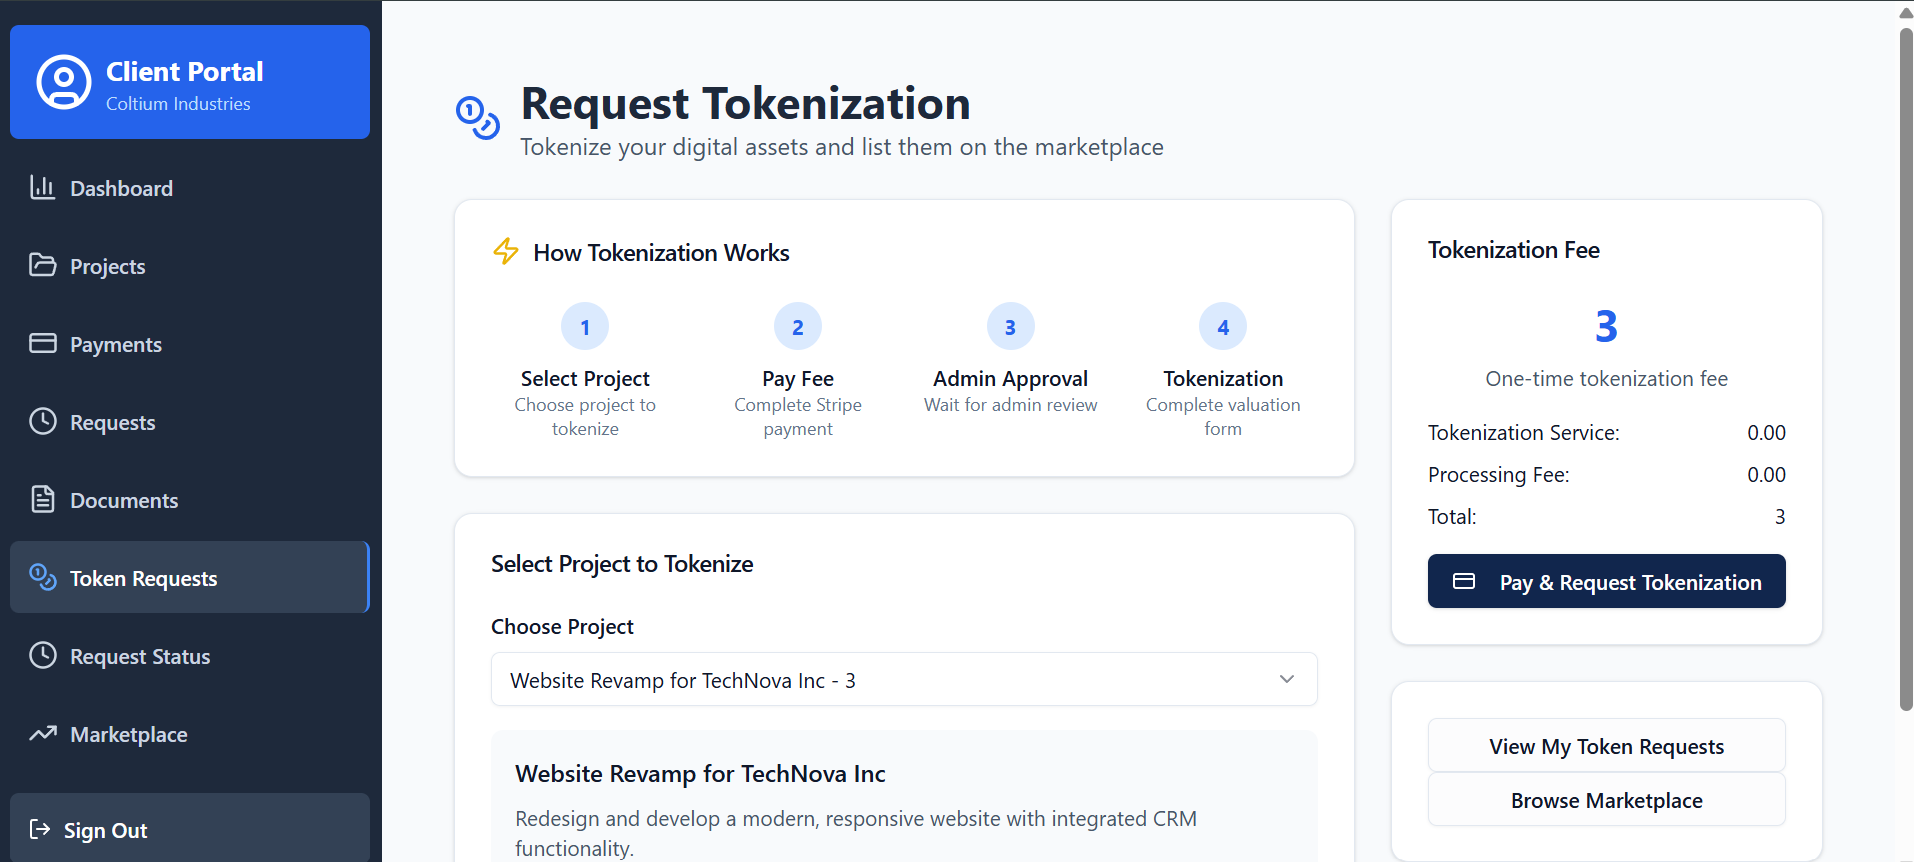 Client Portal
Coltium Industries
Dashboard
Projects
Payments
Requests
Documents
Token Requests
Request Status
Marketplace
Sign Out
Request Tokenization
Tokenize your digital assets and list them on the marketplace
How Tokenization Works
1
Select Project
Choose project to
tokenize
2
Pay Fee
Complete Stripe
payment
3
Admin Approval
Wait for admin review
4
Tokenization
Complete valuation
form
Select Project to Tokenize
Choose Project
Website Revamp for TechNova Inc - 3
Website Revamp for TechNova Inc
Redesign and develop a modern, responsive website with integrated CRM
functionality.
Tokenization Fee
3
One-time tokenization fee
Tokenization Service: 0.00
Processing Fee: 0.00
Total: 3
Pay & Request Tokenization
View My Token Requests
Browse Marketplace